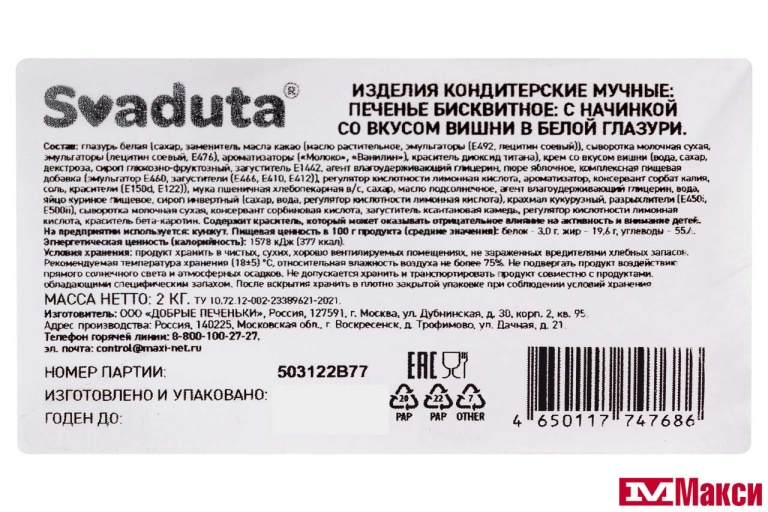 Svaduta®
ИЗДЕЛИЯ КОНДИТЕРСКИЕ МУЧНЫЕ:
ПЕЧЕНЬЕ БИСКВИТНОЕ: С НАЧИНКОЙ
СО ВКУСОМ ВИШНИ В БЕЛОЙ ГЛАЗУРИ.
Состав: глазурь белая (сахар, заменитель масла какао (масло растительное, эмульгаторы (Е492, лецитин соевый)), сыворотка молочная сухая,
эмульгаторы (лецитин соевый, Е476), ароматизаторы («Молоко», «Ванилин»), краситель диоксид титана), крем со вкусом вишни (вода, сахар,
декстроза, сироп глюкозно-фруктозный, загуститель Е1442, агент влагоудерживающий глицерин, пюре яблочное, комплексная пищевая
добавка (эмульгатор Е460, загустители (Е466, Е410, Е412)), регулятор кислотности лимонная кислота, ароматизатор, консервант сорбат калия,
соль, красители (Е150d, Е122)), мука пшеничная хлебопекарная в/с, сахар, масло подсолнечное, агент влагоудерживающий глицерин, вода,
яйцо куриное пищевое, сироп инвертный (сахар, вода, регулятор кислотности лимонная кислота), крахмал кукурузный, разрыхлители (Е450i,
Е500ii), сыворотка молочная сухая, консервант сорбиновая кислота, загуститель ксантановая камедь, регулятор кислотности лимонная
кислота, краситель бета-каротин. Содержит краситель, который может оказывать отрицательное влияние на активность и внимание детей.
На предприятии используется: кунжут. Пищевая ценность в 100 г продукта (средние значения): белок - 3,0 г, жир - 19,6 г, углеводы - 55
Энергетическая ценность (калорийность): 1578 кДж (377 ккал).
Условия хранения: продукт хранить в чистых, сухих, хорошо вентилируемых помещениях, не зараженных вредителями хлебных запасов.
Рекомендуемая температура хранения (18±5) °С, относительная влажность воздуха не более 75%. Не подвергать продукт воздействию
прямого солнечного света и атмосферных осадков. Не допускается хранить и транспортировать продукт совместно с продуктами,
обладающими специфическим запахом. После вскрытия хранить в плотно закрытой упаковке при соблюдении условий хранения
МАССА НЕТТО: 2 КГ. ТУ 10.72.12-002-23389621-2021.
Изготовитель: ООО «ДОБРЫЕ ПЕЧЕНЬКИ», Россия, 127591, г. Москва, ул. Дубнинская, д. 30, корп. 2, кв. 95
Адрес производства: Россия, 140225, Московская обл., г. Воскресенск, д. Трофимово, ул. Дачная, д. 21.
Телефон горячей линии: 8-800-100-27-27,
эл. почта: control@maxi-net.ru
НОМЕР ПАРТИИ: 503122В77
ИЗГОТОВЛЕНО И УПАКОВАНО:
ГОДЕН ДО:
EAC
20 PAP 22 PAP 7 OTHER
4 650117 747686
Макси